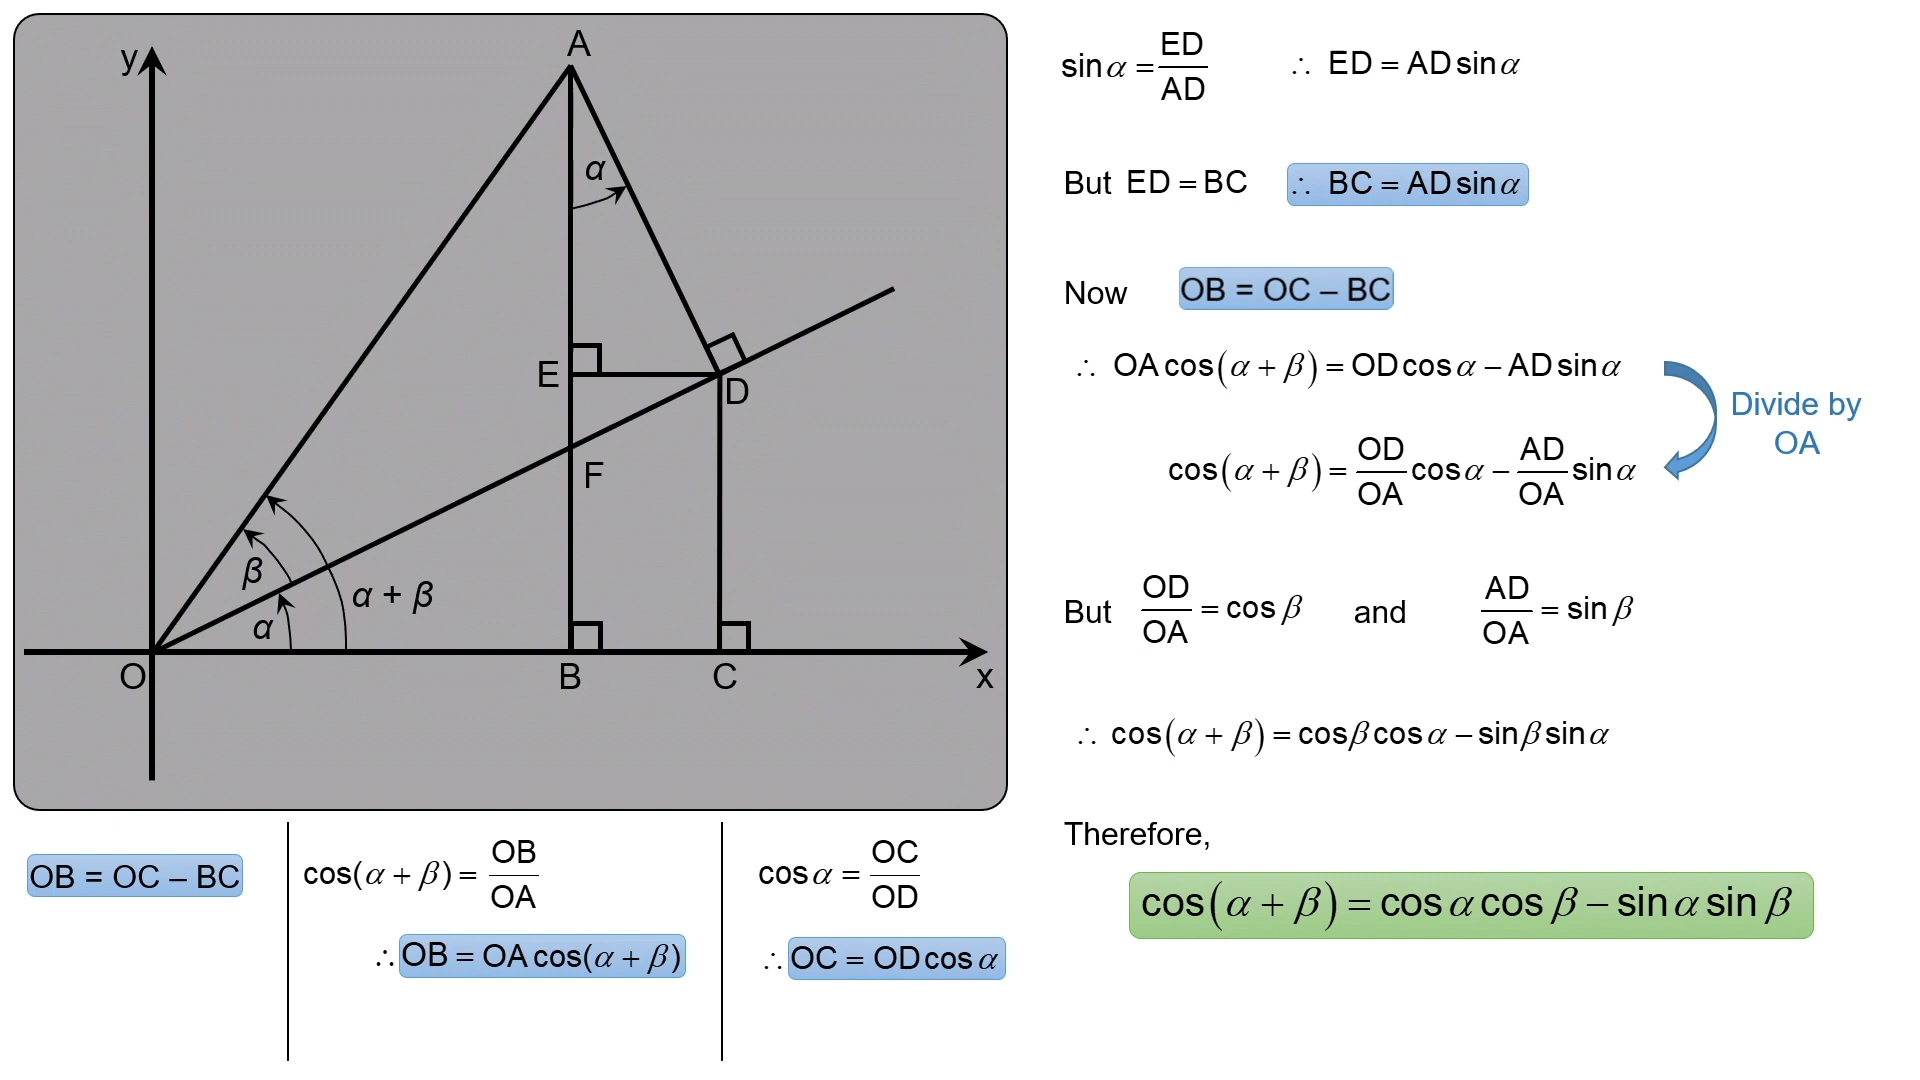 y
A
α
E
D
F
β
α + β
α
O
B
C
x
OB = OC – BC
cos(α + β) = OB/OA
∴ OB = OA cos(α + β)
cos α = OC/OD
∴ OC = OD cos α
sin α = ED/AD ∴ ED = AD sin α
But ED = BC ∴ BC = AD sin α
Now OB = OC – BC
∴ OA cos(α + β) = OD cos α − AD sin α
Divide by
OA
cos(α + β) = OD/OA cos α − AD/OA sin α
But OD/OA = cos β and AD/OA = sin β
∴ cos(α + β) = cos β cos α − sin β sin α
Therefore,
cos(α + β) = cos α cos β − sin α sin β